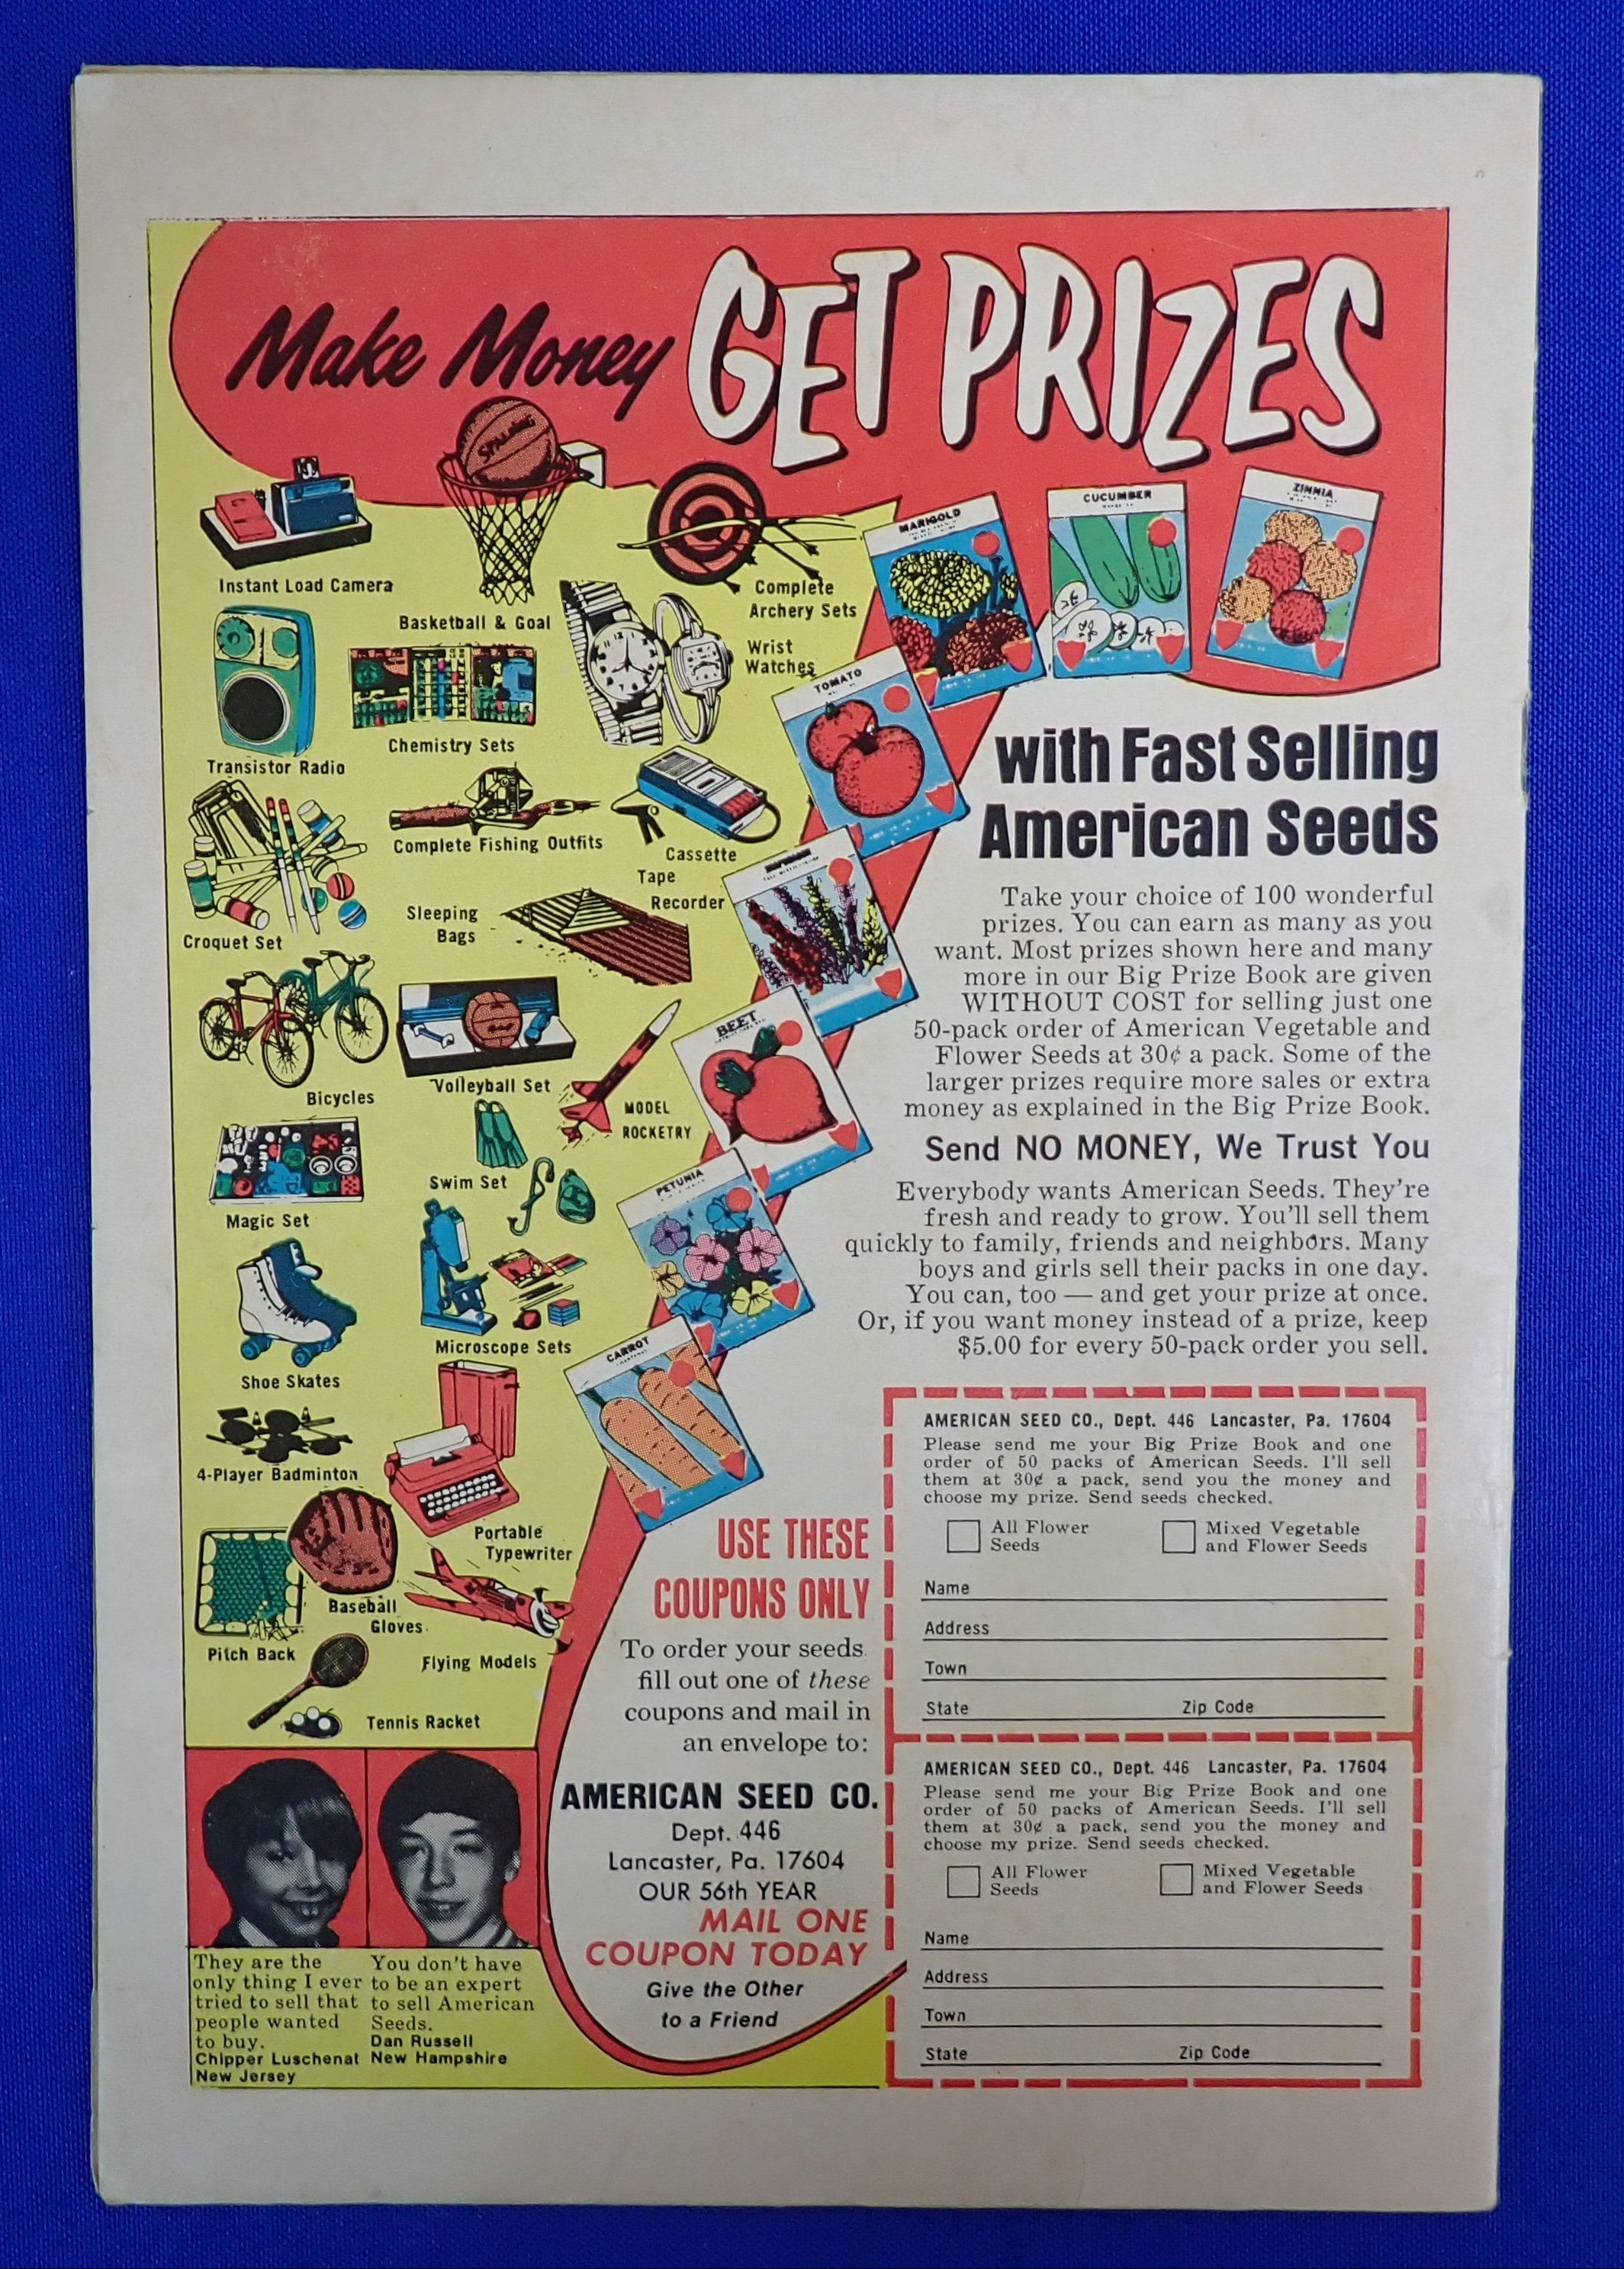 Make Money GET PRIZES
SPALDING
Instant Load Camera
Basketball & Goal
Complete
Archery Sets
Wrist
Watches
Transistor Radio
Chemistry Sets
Complete Fishing Outfits
Cassette
Tape
Recorder
Croquet Set
Sleeping
Bags
Bicycles
Volleyball Set
MODEL
ROCKETRY
Magic Set
Swim Set
Shoe Skates
Microscope Sets
4-Player Badminton
Portable
Typewriter
Baseball
Gloves
Pitch Back
Flying Models
Tennis Racket
MARIGOLD
CUCUMBER
ZINNIA
TOMATO
BEET
PETUNIA
CARROT
with Fast Selling
American Seeds
Take your choice of 100 wonderful
prizes. You can earn as many as you
want. Most prizes shown here and many
more in our Big Prize Book are given
WITHOUT COST for selling just one
50-pack order of American Vegetable and
Flower Seeds at 30¢ a pack. Some of the
larger prizes require more sales or extra
money as explained in the Big Prize Book.
Send NO MONEY, We Trust You
Everybody wants American Seeds. They're
fresh and ready to grow. You'll sell them
quickly to family, friends and neighbors. Many
boys and girls sell their packs in one day.
You can, too — and get your prize at once.
Or, if you want money instead of a prize, keep
$5.00 for every 50-pack order you sell.
USE THESE
COUPONS ONLY
To order your seeds
fill out one of these
coupons and mail in
an envelope to:
AMERICAN SEED CO.
Dept. 446
Lancaster, Pa. 17604
OUR 56th YEAR
MAIL ONE
COUPON TODAY
Give the Other
to a Friend
AMERICAN SEED CO., Dept. 446 Lancaster, Pa. 17604
Please send me your Big Prize Book and one
order of 50 packs of American Seeds. I'll sell
them at 30¢ a pack, send you the money and
choose my prize. Send seeds checked.
All Flower
Seeds
Mixed Vegetable
and Flower Seeds
Name
Address
Town
State Zip Code
AMERICAN SEED CO., Dept. 446 Lancaster, Pa. 17604
Please send me your Big Prize Book and one
order of 50 packs of American Seeds. I'll sell
them at 30¢ a pack, send you the money and
choose my prize. Send seeds checked.
All Flower
Seeds
Mixed Vegetable
and Flower Seeds
Name
Address
Town
State Zip Code
They are the
only thing I ever
tried to sell that
people wanted
to buy.
Chipper Luschenat
New Jersey
You don't have
to be an expert
to sell American
Seeds.
Dan Russell
New Hampshire